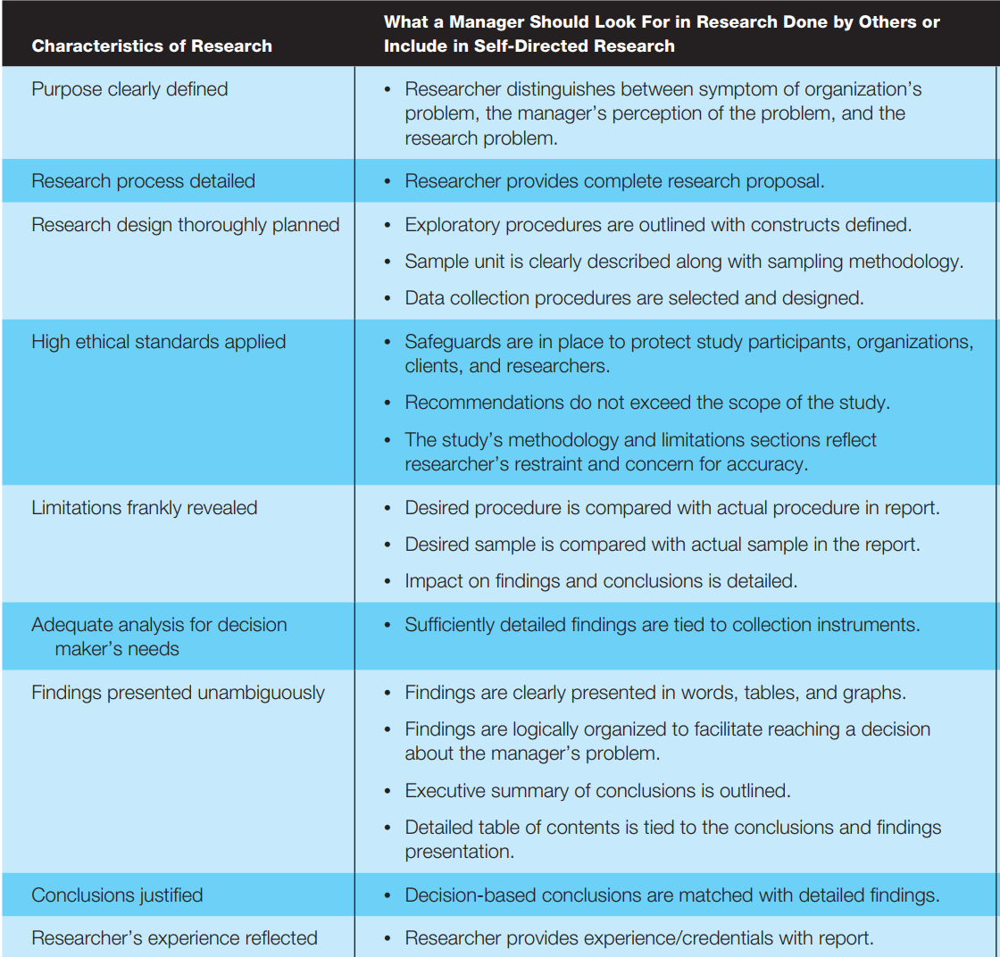 Characteristics of Research
What a Manager Should Look For in Research Done by Others or
Include in Self-Directed Research
Purpose clearly defined
• Researcher distinguishes between symptom of organization's
problem, the manager's perception of the problem, and the
research problem.
Research process detailed
• Researcher provides complete research proposal.
Research design thoroughly planned
• Exploratory procedures are outlined with constructs defined.
• Sample unit is clearly described along with sampling methodology.
• Data collection procedures are selected and designed.
High ethical standards applied
• Safeguards are in place to protect study participants, organizations,
clients, and researchers.
• Recommendations do not exceed the scope of the study.
• The study's methodology and limitations sections reflect
researcher's restraint and concern for accuracy.
Limitations frankly revealed
• Desired procedure is compared with actual procedure in report.
• Desired sample is compared with actual sample in the report.
• Impact on findings and conclusions is detailed.
Adequate analysis for decision
maker's needs
• Sufficiently detailed findings are tied to collection instruments.
Findings presented unambiguously
• Findings are clearly presented in words, tables, and graphs.
• Findings are logically organized to facilitate reaching a decision
about the manager's problem.
• Executive summary of conclusions is outlined.
• Detailed table of contents is tied to the conclusions and findings
presentation.
Conclusions justified
• Decision-based conclusions are matched with detailed findings.
Researcher's experience reflected
• Researcher provides experience/credentials with report.